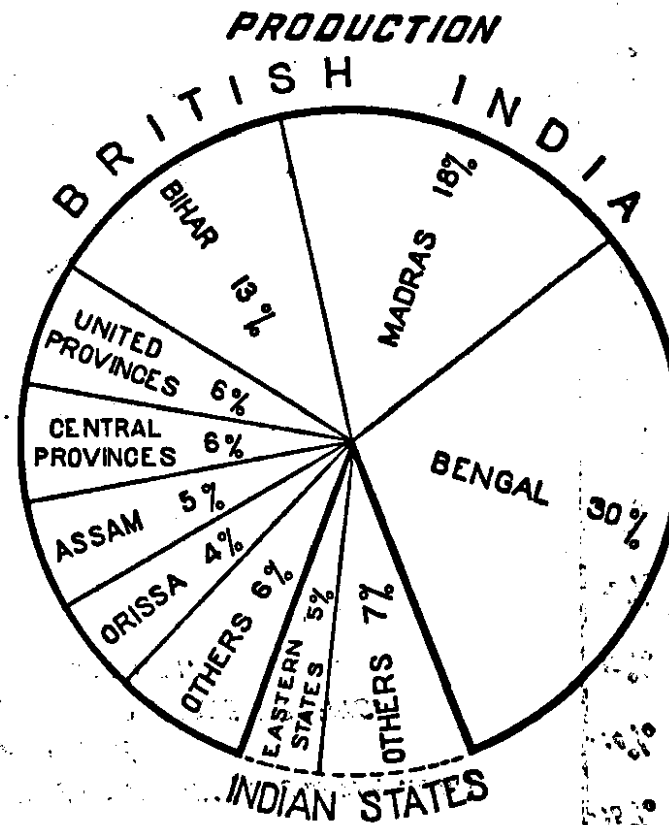 PRODUCTION
BRITISH INDIA
BIHAR 13%
MADRAS 18%
UNITED
PROVINCES 6%
CENTRAL
PROVINCES 6%
ASSAM 5%
ORISSA 4%
OTHERS 6%
EASTERN
STATES 5%
OTHERS 7%
BENGAL 30%
INDIAN STATES